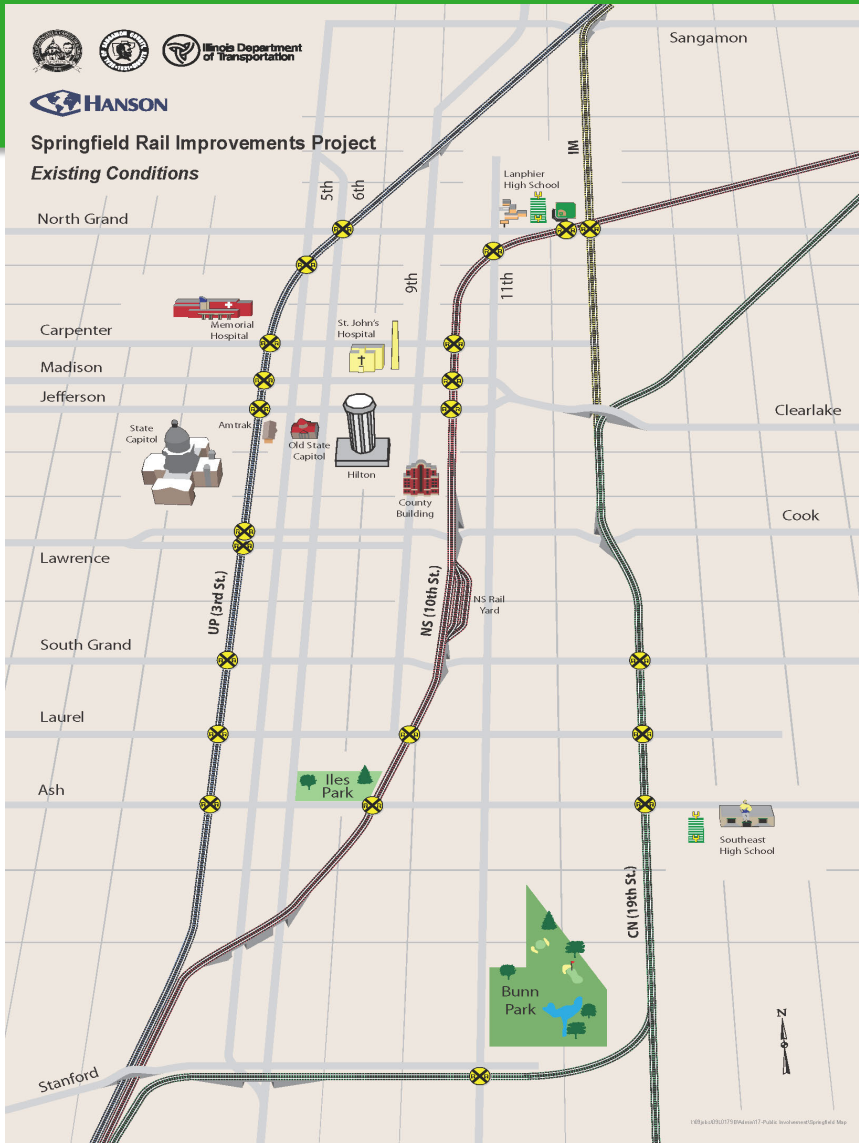 Illinois Department
of Transportation
HANSON
Springfield Rail Improvements Project
Existing Conditions
Sangamon
IM
5th
6th
Lanphier
High School
North Grand
9th
11th
Memorial
Hospital
St. John's
Hospital
Carpenter
Madison
Jefferson
Clearlake
State
Capitol
Amtrak
Old State
Capitol
Hilton
County
Building
Cook
Lawrence
UP (3rd St.)
NS (10th St.)
NS Rail
Yard
South Grand
Laurel
Iles
Park
Ash
Southeast
High School
CN (19th St.)
Bunn
Park
N
Stanford